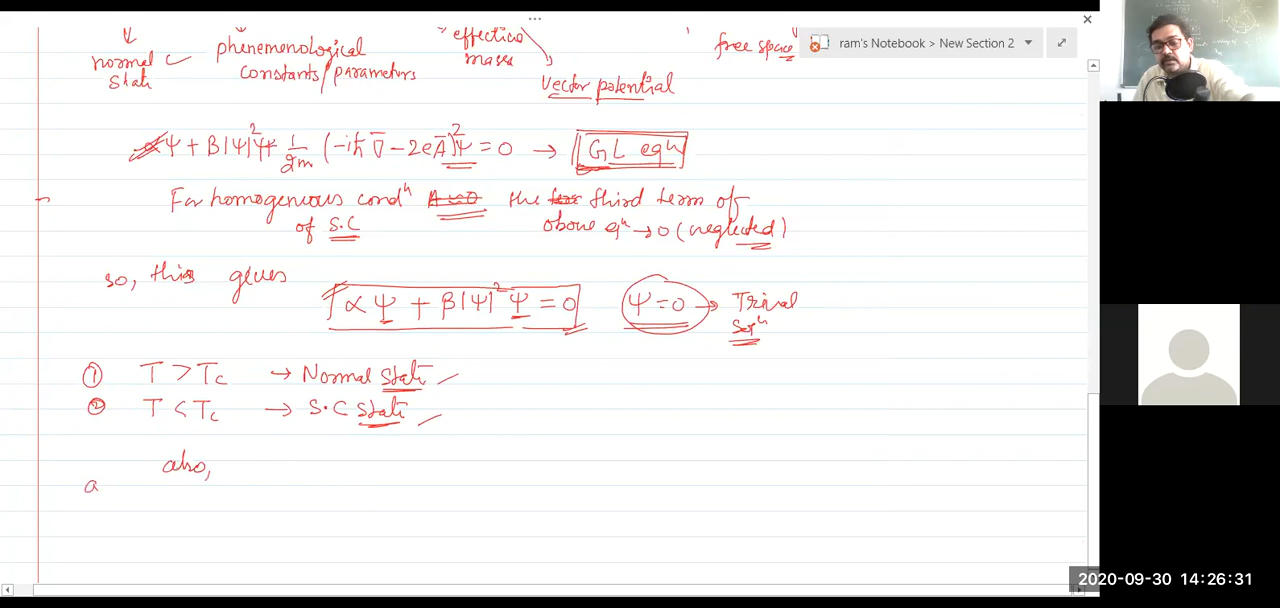 ram's Notebook > New Section 2
normal
state
phenemenological
constants/parameters
effective
mass
vector potential
free space
αΨ + β|Ψ|²Ψ + 1/2m (-iħ∇ - 2eA)²Ψ = 0 → GL eqⁿ
For homogenious condⁿ A=0 the third term of
of S.C above eqⁿ → 0 (neglected)
so, this gives
αΨ + β|Ψ|²Ψ = 0 Ψ=0 → Trival
Solⁿ
① T > Tc → Normal state
② T < Tc → S.C state
also,
a
2020-09-30 14:26:31